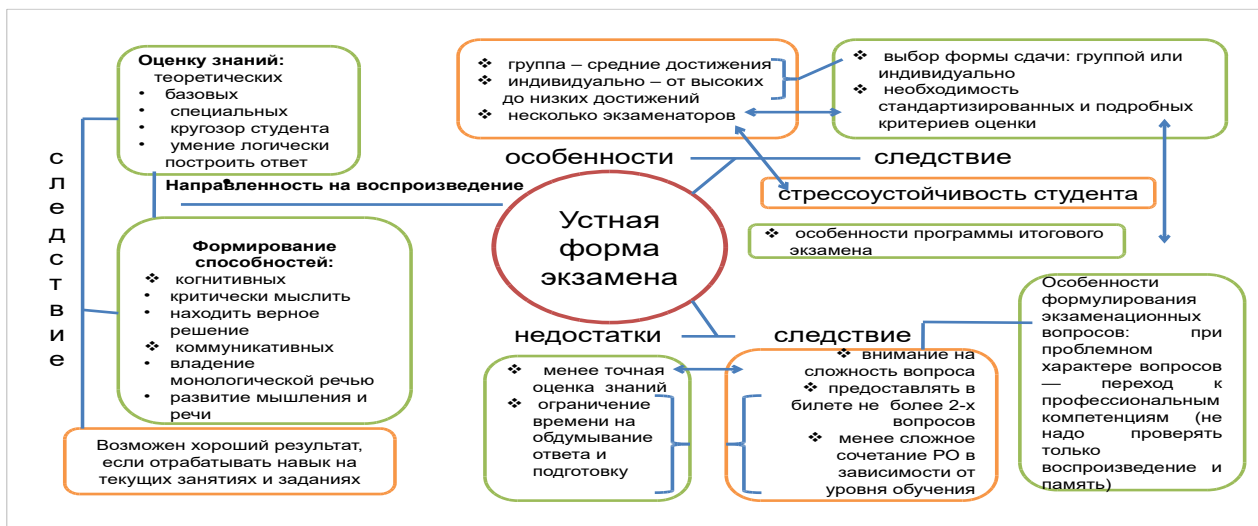 Оценку знаний:
теоретических
• базовых
• специальных
• кругозор студента
• умение логически
построить ответ
•
следствие
Направленность на воспроизведение
Формирование
способностей:
❖ когнитивных
• критически мыслить
• находить верное
решение
❖ коммуникативных
• владение
монологической речью
• развитие мышления и
речи
Возможен хороший результат,
если отрабатывать навык на
текущих занятиях и заданиях
❖ группа – средние достижения
❖ индивидуально – от высоких
до низких достижений
❖ несколько экзаменаторов
❖ выбор формы сдачи: группой или
индивидуально
❖ необходимость
стандартизированных и подробных
критериев оценки
особенности
следствие
стрессоустойчивость студента
❖ особенности программы итогового
экзамена
Устная
форма
экзамена
недостатки
следствие
❖ менее точная
оценка знаний
❖ ограничение
времени на
обдумывание
ответа и
подготовку
❖ внимание на
сложность вопроса
❖ предоставлять в
билете не более 2-х
вопросов
❖ менее сложное
сочетание РО в
зависимости от
уровня обучения
Особенности
формулирования
экзаменационных
вопросов: при
проблемном
характере вопросов
— переход к
профессиональным
компетенциям (не
надо проверять
только
воспроизведение и
память)